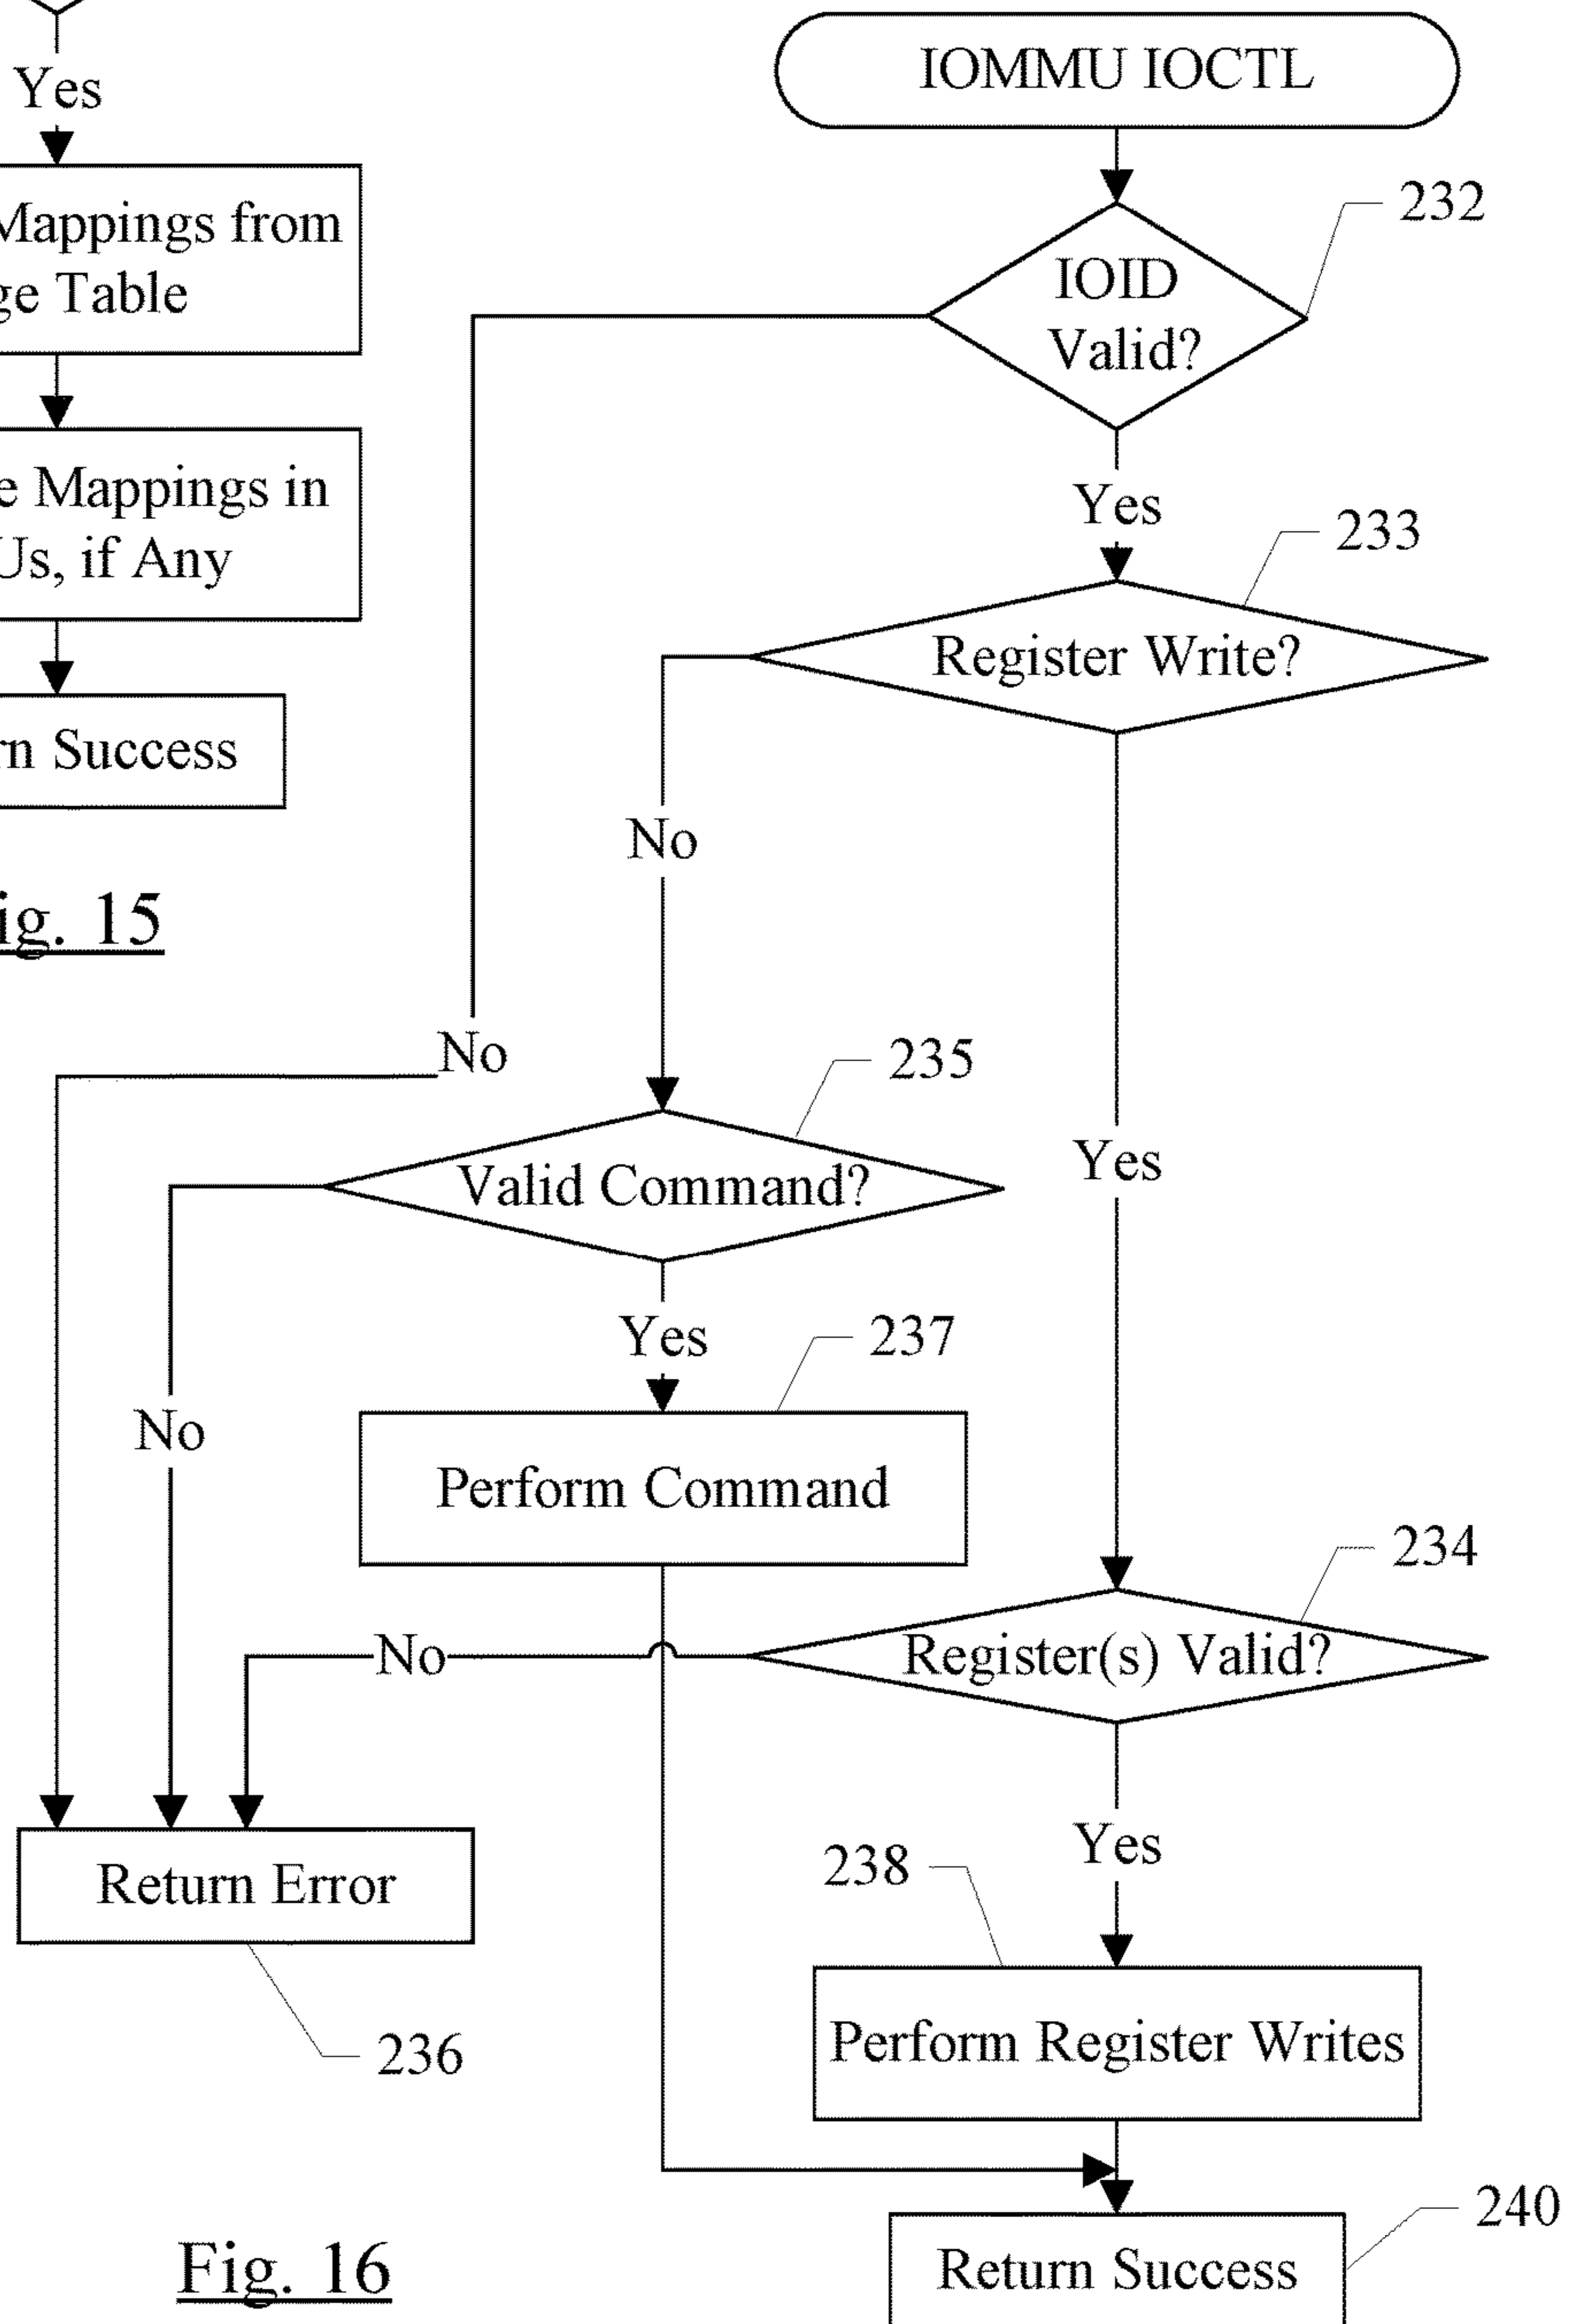 Yes
Mappings from
ge Table
e Mappings in
Us, if Any
rn Success
ig. 15
IOMMU IOCTL
232
IOID
Valid?
Yes
233
Register Write?
No
Yes
No
235
Valid Command?
Yes
237
No
Perform Command
234
Register(s) Valid?
No
Yes
238
Return Error
236
Perform Register Writes
240
Return Success
Fig. 16